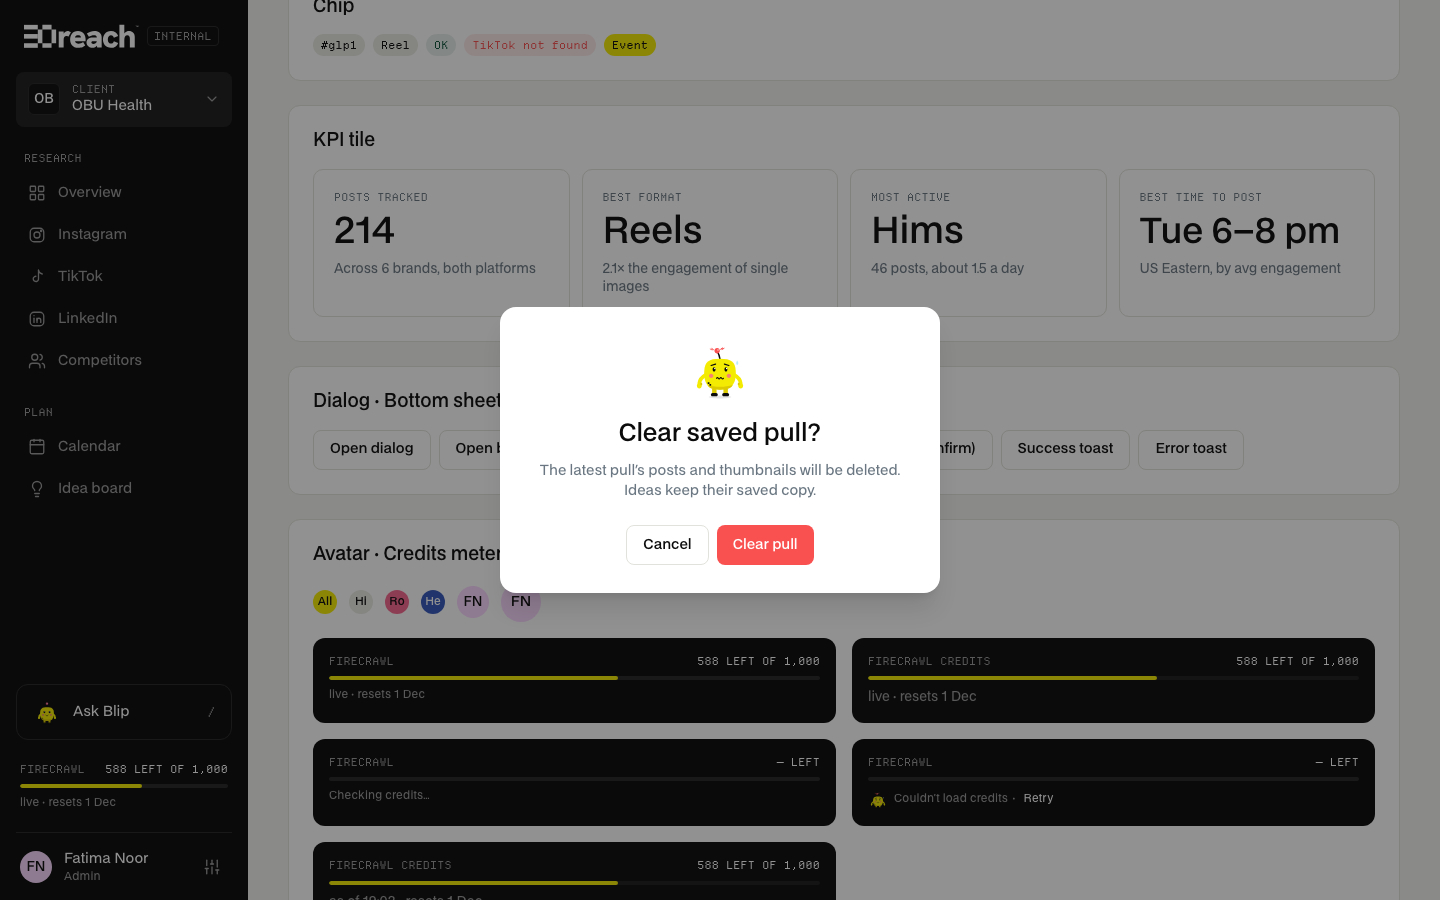 reach INTERNAL
OB
CLIENT
OBU Health
RESEARCH
Overview
Instagram
TikTok
LinkedIn
Competitors
PLAN
Calendar
Idea board
Ask Blip /
FIRECRAWL 588 LEFT OF 1,000
live · resets 1 Dec
FN
Fatima Noor
Admin
Chip
#glp1 Reel OK TikTok not found Event
KPI tile
POSTS TRACKED
214
Across 6 brands, both platforms
BEST FORMAT
Reels
2.1× the engagement of single
images
MOST ACTIVE
Hims
46 posts, about 1.5 a day
BEST TIME TO POST
Tue 6–8 pm
US Eastern, by avg engagement
Dialog · Bottom sheet
Open dialog Open Success toast Error toast
Clear saved pull?
The latest pull's posts and thumbnails will be deleted.
Ideas keep their saved copy.
Cancel Clear pull
Avatar · Credits meter
All Hi Ro He FN FN
FIRECRAWL 588 LEFT OF 1,000
live · resets 1 Dec
FIRECRAWL CREDITS 588 LEFT OF 1,000
live · resets 1 Dec
FIRECRAWL — LEFT
Checking credits…
FIRECRAWL — LEFT
Couldn't load credits · Retry
FIRECRAWL CREDITS 588 LEFT OF 1,000